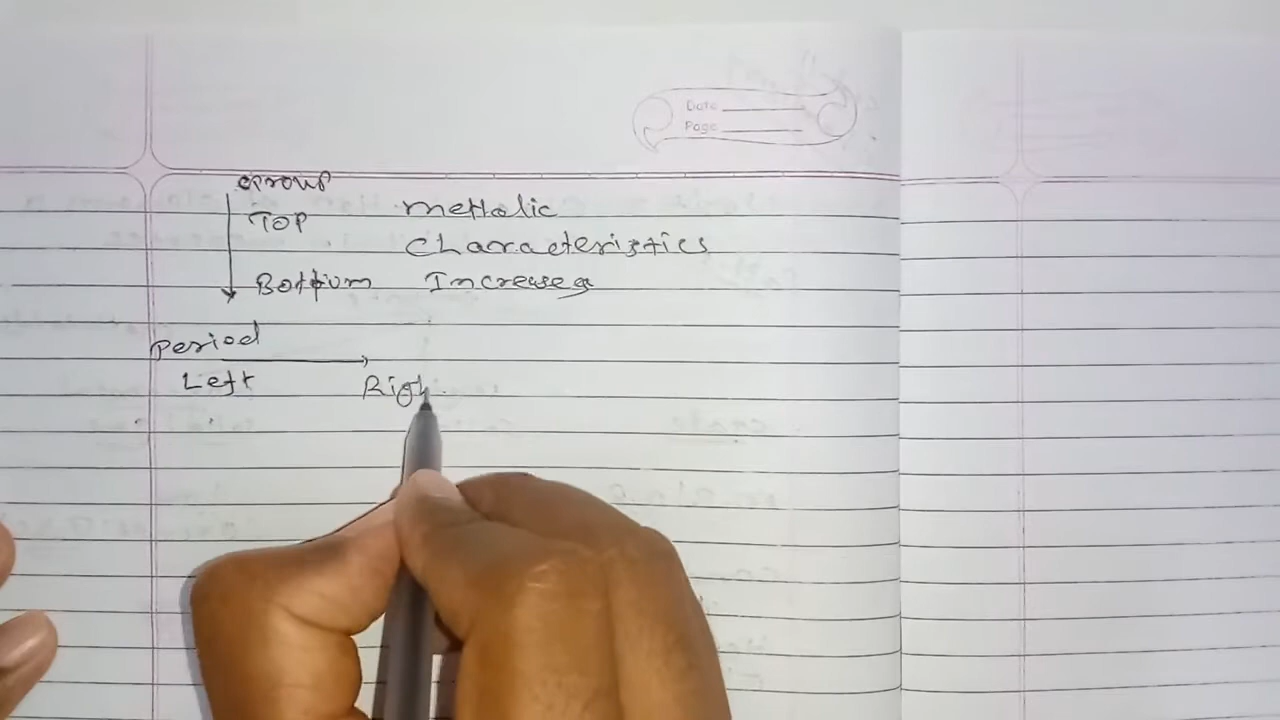 Date
Page
Group
Top
Metallic
Characteristics
Bottom
Increases
Period
Left
Righ